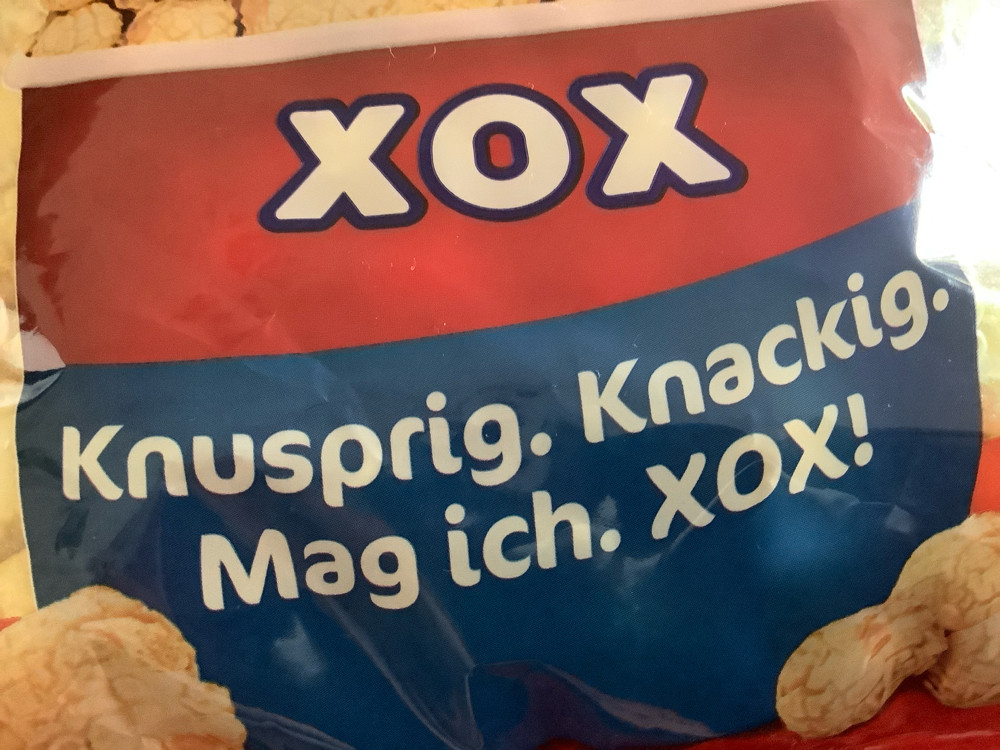 XOX
Knusprig. Knackig.
Mag ich. XOX!